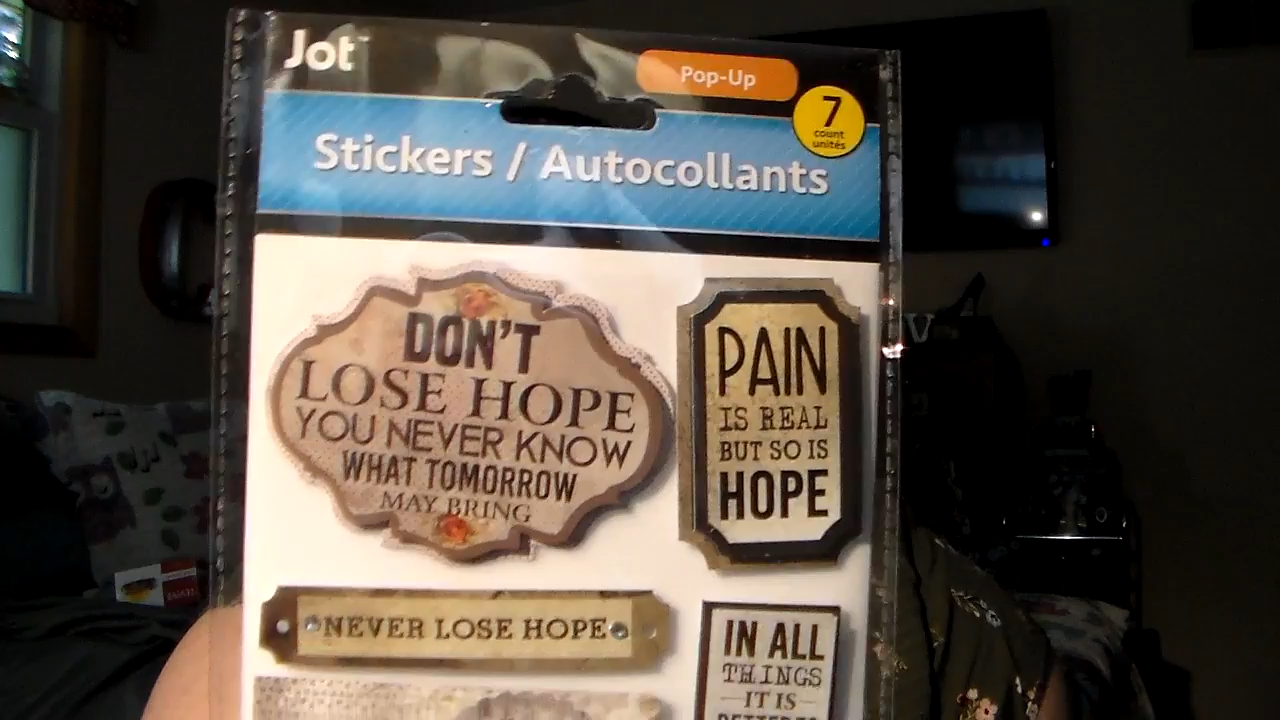 Jot™
Pop-Up
7
count
unités
Stickers / Autocollants
DON'T
LOSE HOPE
YOU NEVER KNOW
WHAT TOMORROW
MAY BRING
PAIN
IS REAL
BUT SO IS
HOPE
NEVER LOSE HOPE
IN ALL
THINGS
IT IS